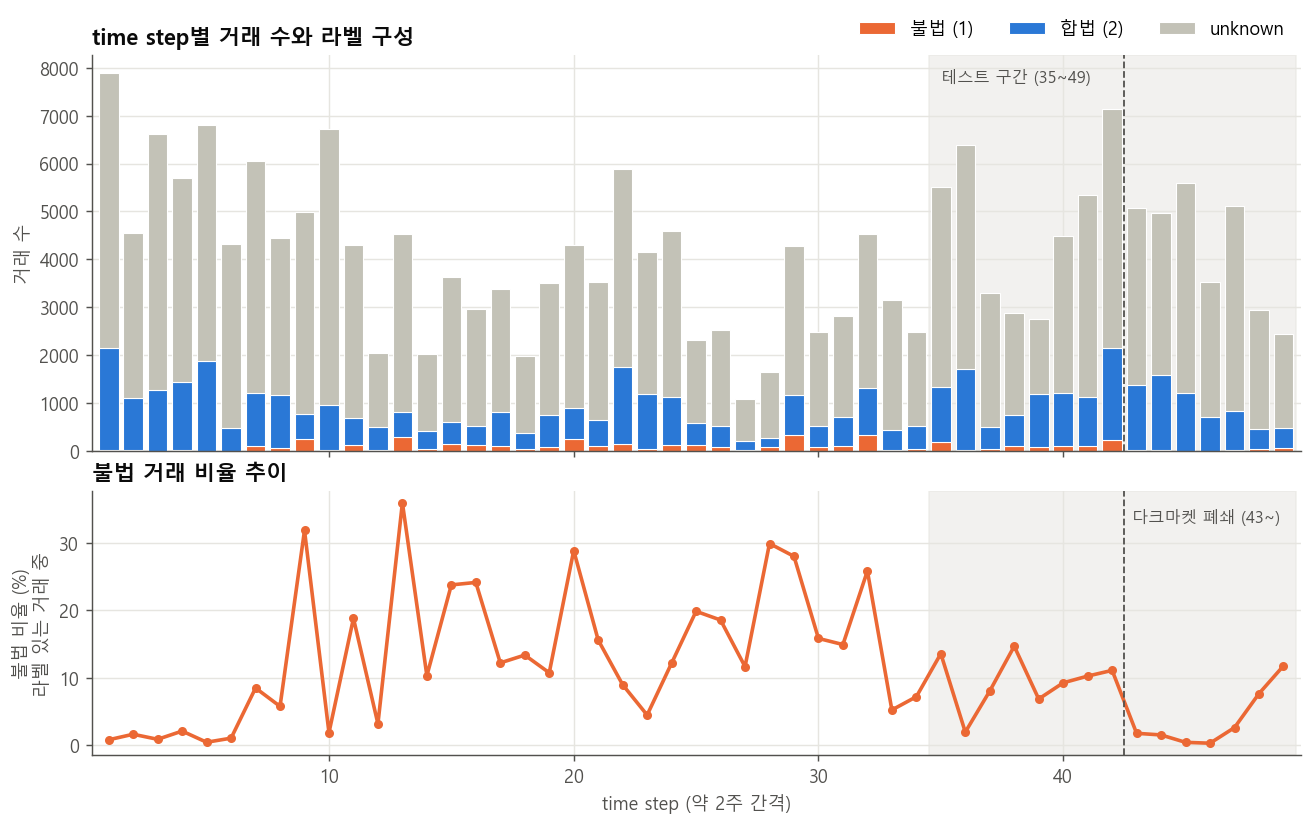 불법 (1) 합법 (2) unknown
time step별 거래 수와 라벨 구성
테스트 구간 (35~49)
거래 수
8000
7000
6000
5000
4000
3000
2000
1000
0
불법 거래 비율 추이
다크마켓 폐쇄 (43~)
불법 비율 (%)
라벨 있는 거래 중
30
20
10
0
10 20 30 40
time step (약 2주 간격)